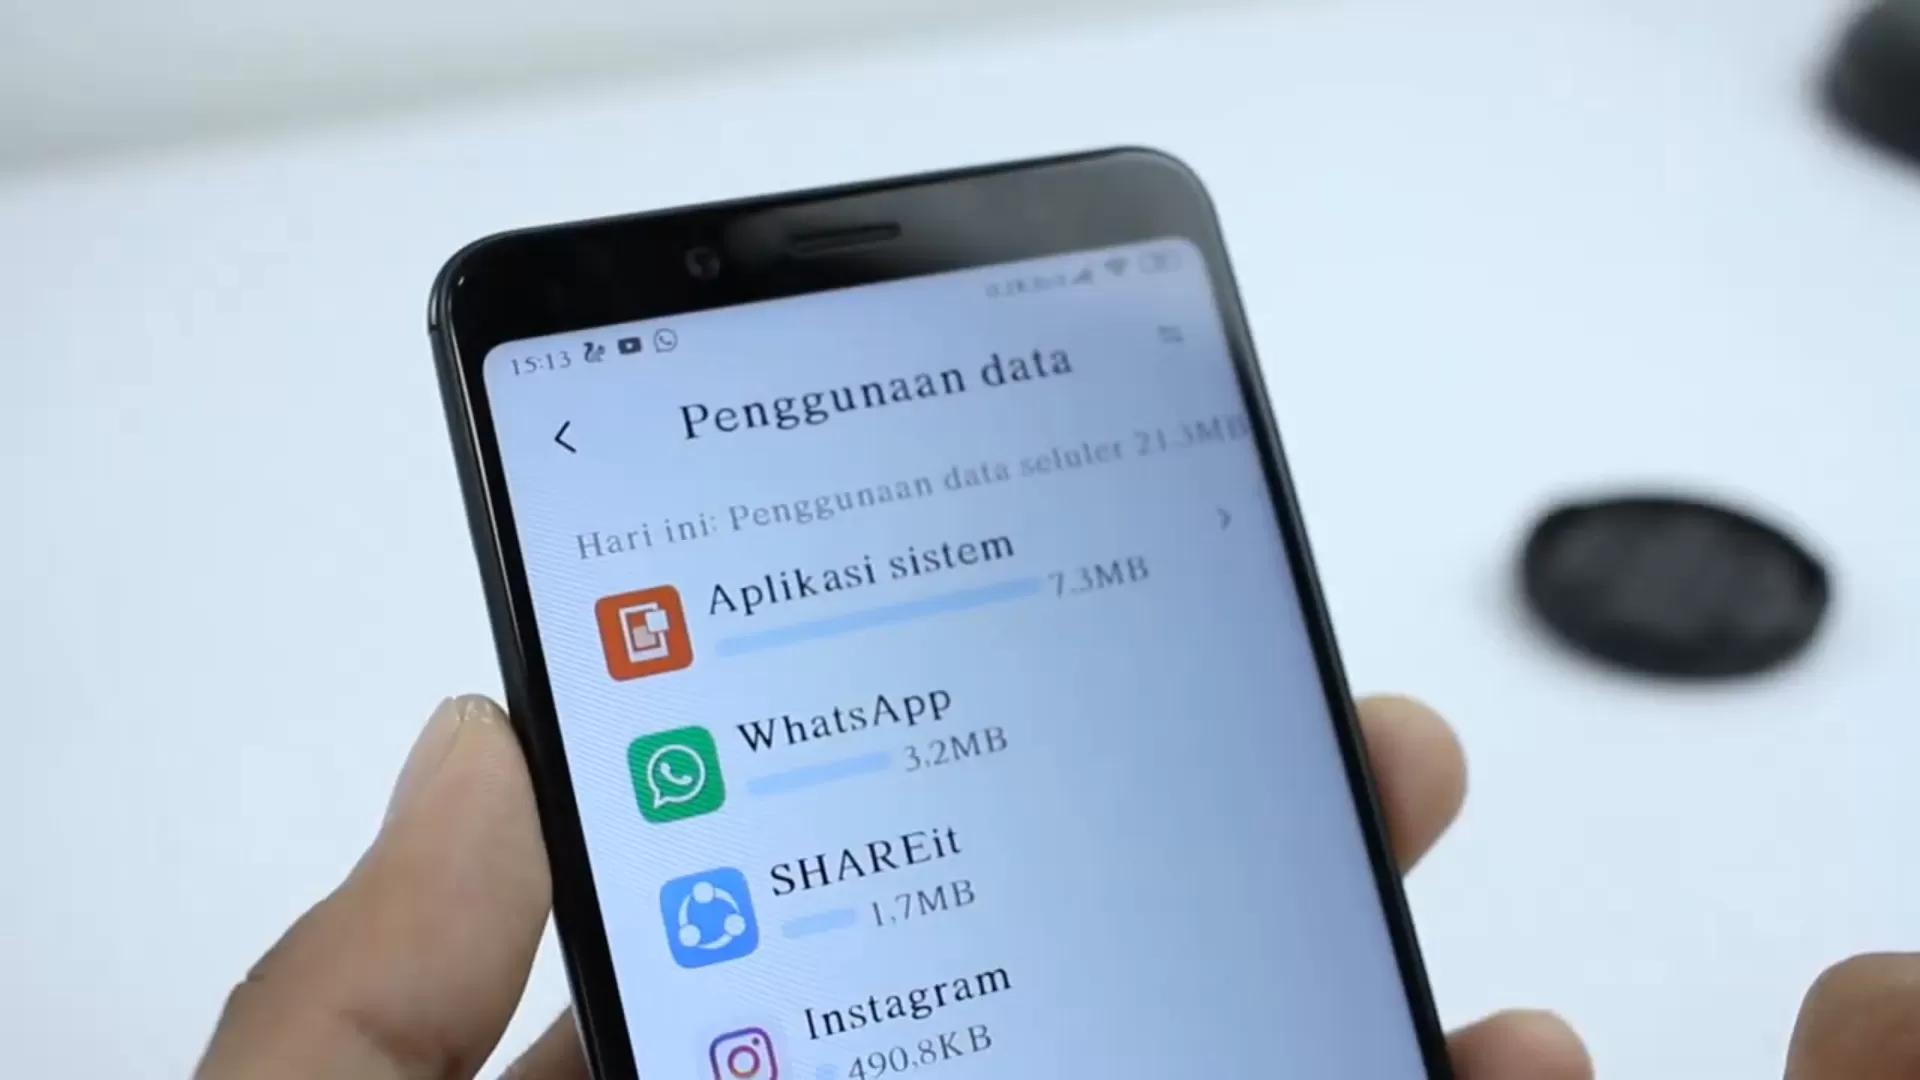 15:13
Penggunaan data
Hari ini: Penggunaan data seluler 21.3MB
Aplikasi sistem
7.3MB
WhatsApp
3,2MB
SHAREit
1,7MB
Instagram
490,8KB